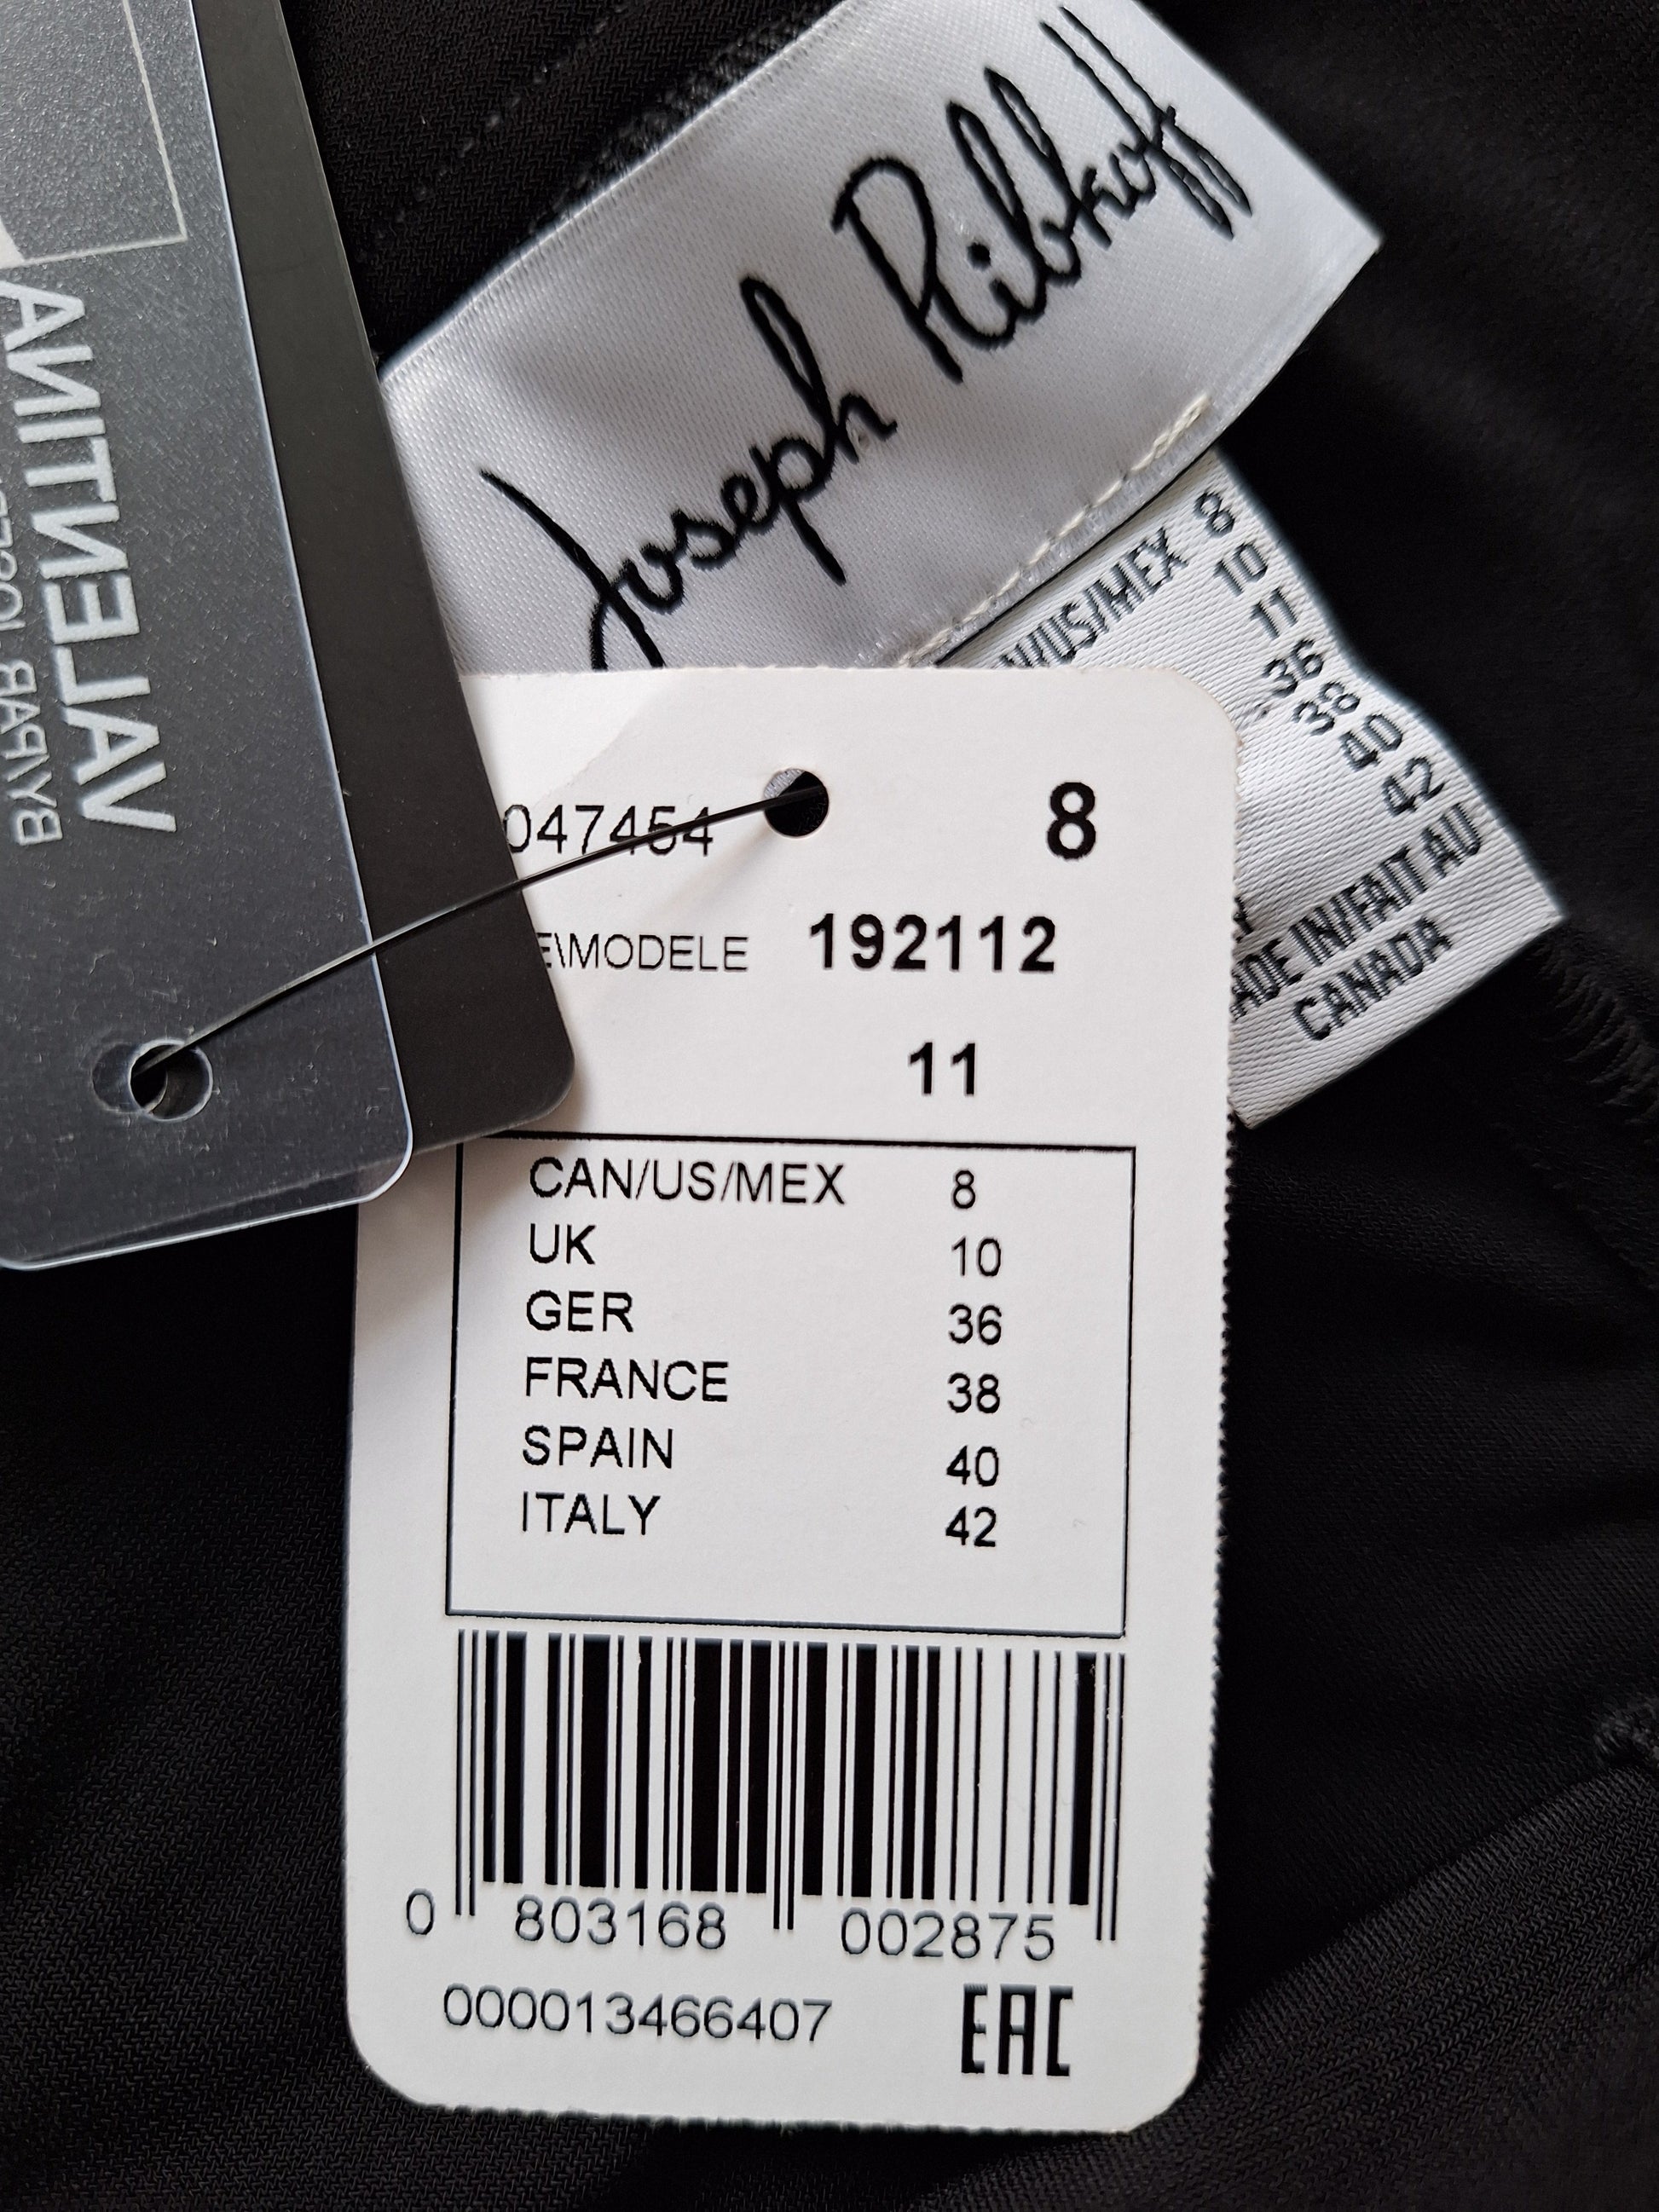 Joseph Ribkoff
/US/MEX 8
10
11
36
38
40
42
MADE IN/FAIT AU
CANADA
VALENTINA
BAYAR
047454 8
E\MODELE 192112
11
CAN/US/MEX 8
UK 10
GER 36
FRANCE 38
SPAIN 40
ITALY 42
0 803168 002875
000013466407 EAC